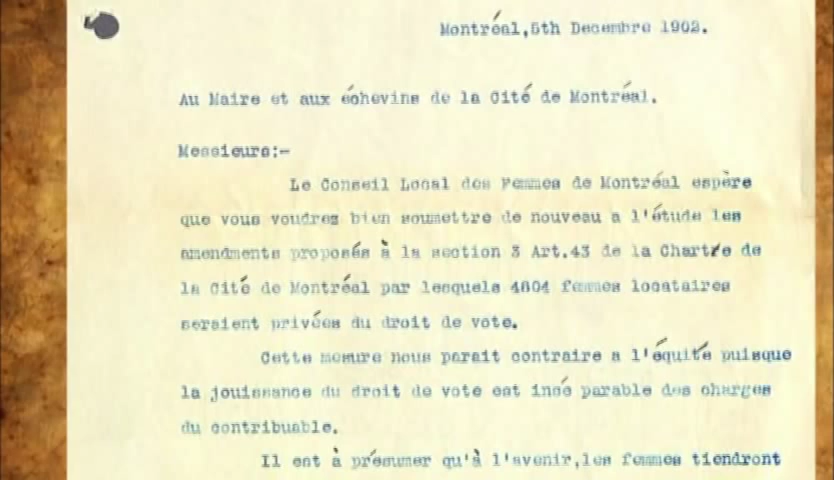 Montréal,5th Decembre 1902.
Au Maire et aux échevins de la Cité de Montréal.
Messieurs:-
Le Conseil Local des Femmes de Montréal espère
que vous voudrez bien soumettre de nouveau a l'étude les
amendments proposés à la section 3 Art.43 de la Chartre de
la Cité de Montréal par lesquels 4804 femmes locataires
seraient privées du droit de vote.
Cette mesure nous parait contraire a l'équité puisque
la jouissance du droit de vote est insé parable des charges
du contribuable.
Il est à présumer qu'à l'avenir,les femmes tiendront